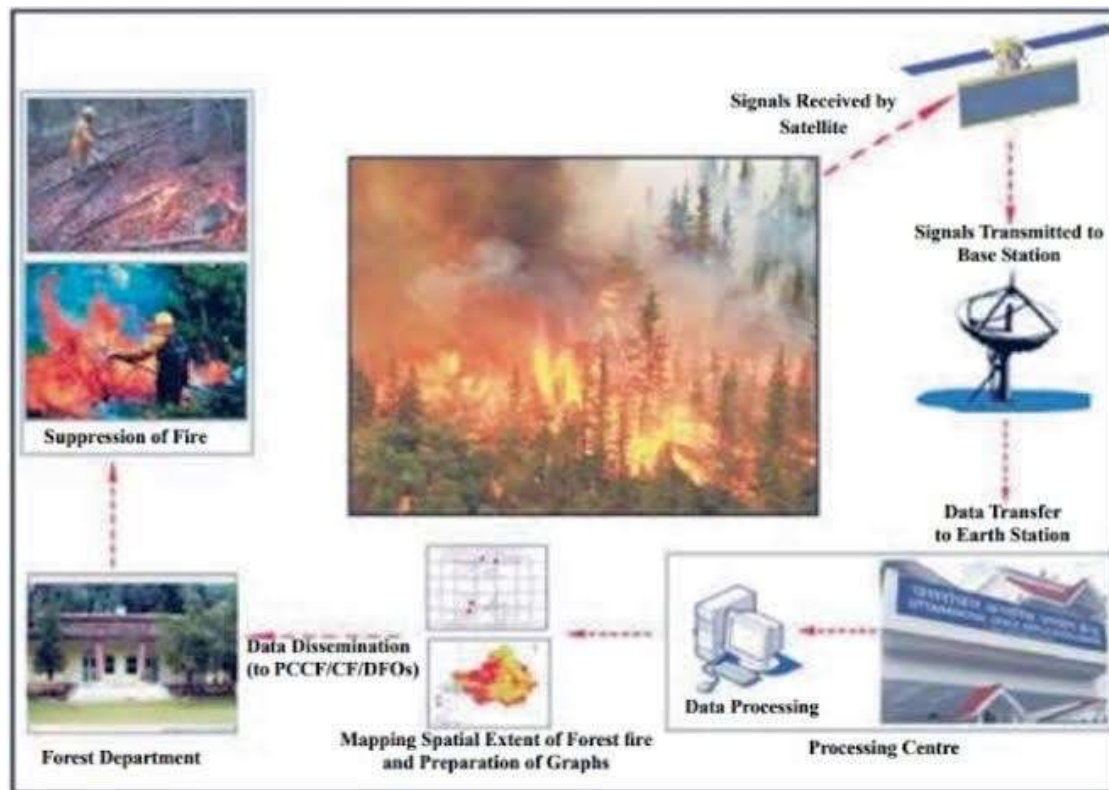 Signals Received by
Satellite
Signals Transmitted to
Base Station
Data Transfer
to Earth Station
Suppression of Fire
Data Dissemination
(to PCCF/CF/DFOs)
Data Processing
Forest Department
Mapping Spatial Extent of Forest fire
and Preparation of Graphs
Processing Centre